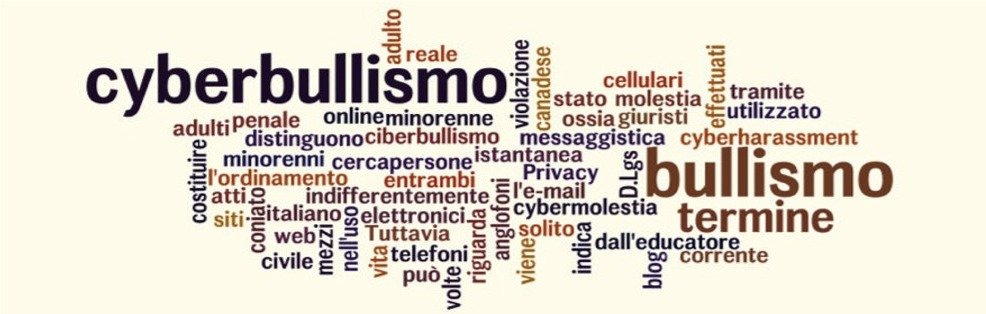 adulto
reale
cyberbullismo
violazione
canadese
cellulari
effettuati
tramite
stato molestia
utilizzato
online minorenne
ossia giuristi
adulti penale
distinguono ciberbullismo
messaggistica cyberharassment
costituire
minorenni cercapersone istantanea
l'ordinamento entrambi
Privacy
D.Lgs
bullismo
atti
indifferentemente
anglofoni
l'e-mail
siti
coniato
italiano
elettronici
riguarda
cybermolestia
termine
web
mezzi
nell'uso
Tuttavia
solito
civile
vita
telefoni
viene
indica
dall'educatore
può
volte
blog
corrente